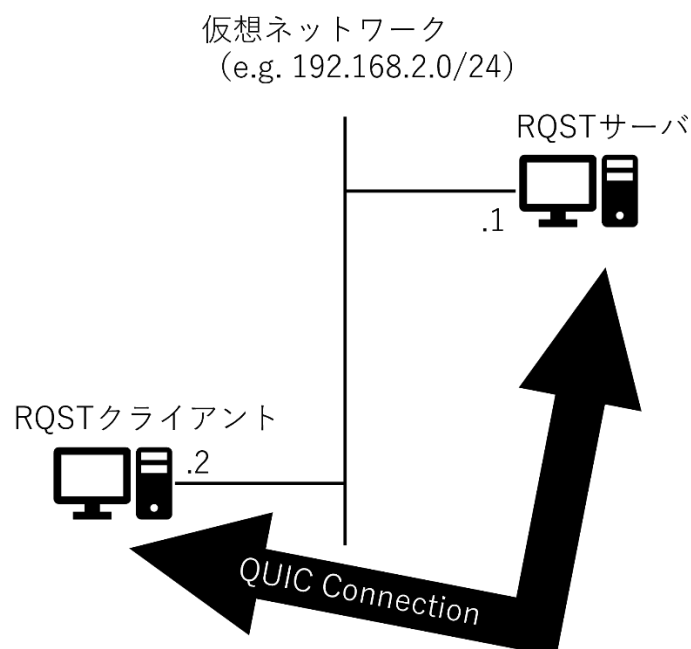 仮想ネットワーク
（e.g. 192.168.2.0/24）
RQSTサーバ
.1
RQSTクライアント
.2
QUIC Connection